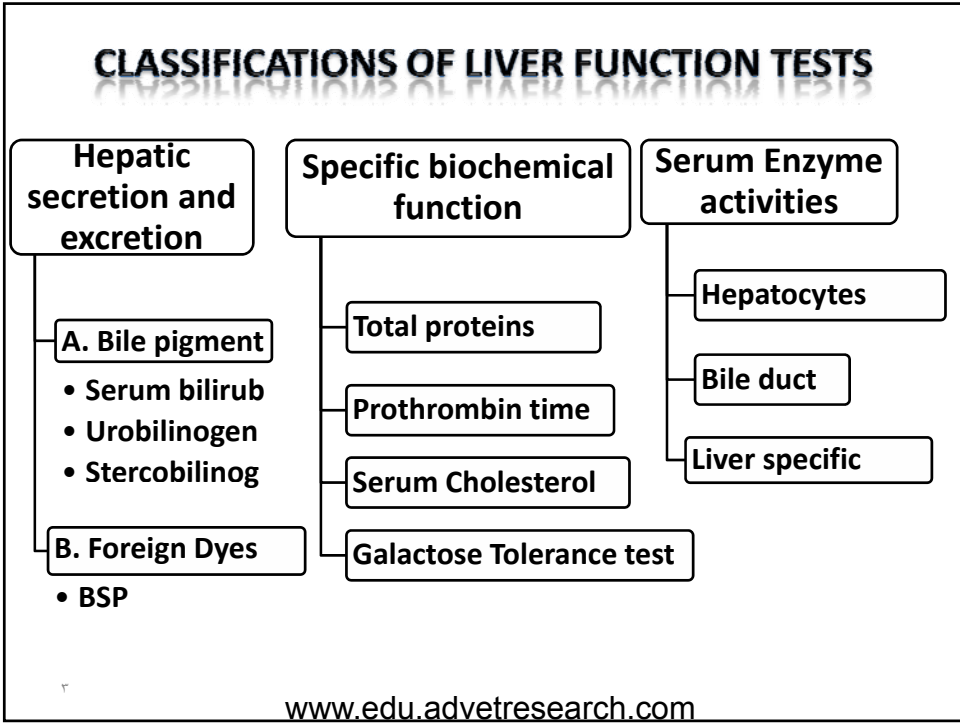 CLASSIFICATIONS OF LIVER FUNCTION TESTS
Hepatic
secretion and
excretion
A. Bile pigment
• Serum bilirub
• Urobilinogen
• Stercobilinog
B. Foreign Dyes
• BSP
Specific biochemical
function
Total proteins
Prothrombin time
Serum Cholesterol
Galactose Tolerance test
Serum Enzyme
activities
Hepatocytes
Bile duct
Liver specific
٣
www.edu.advetresearch.com